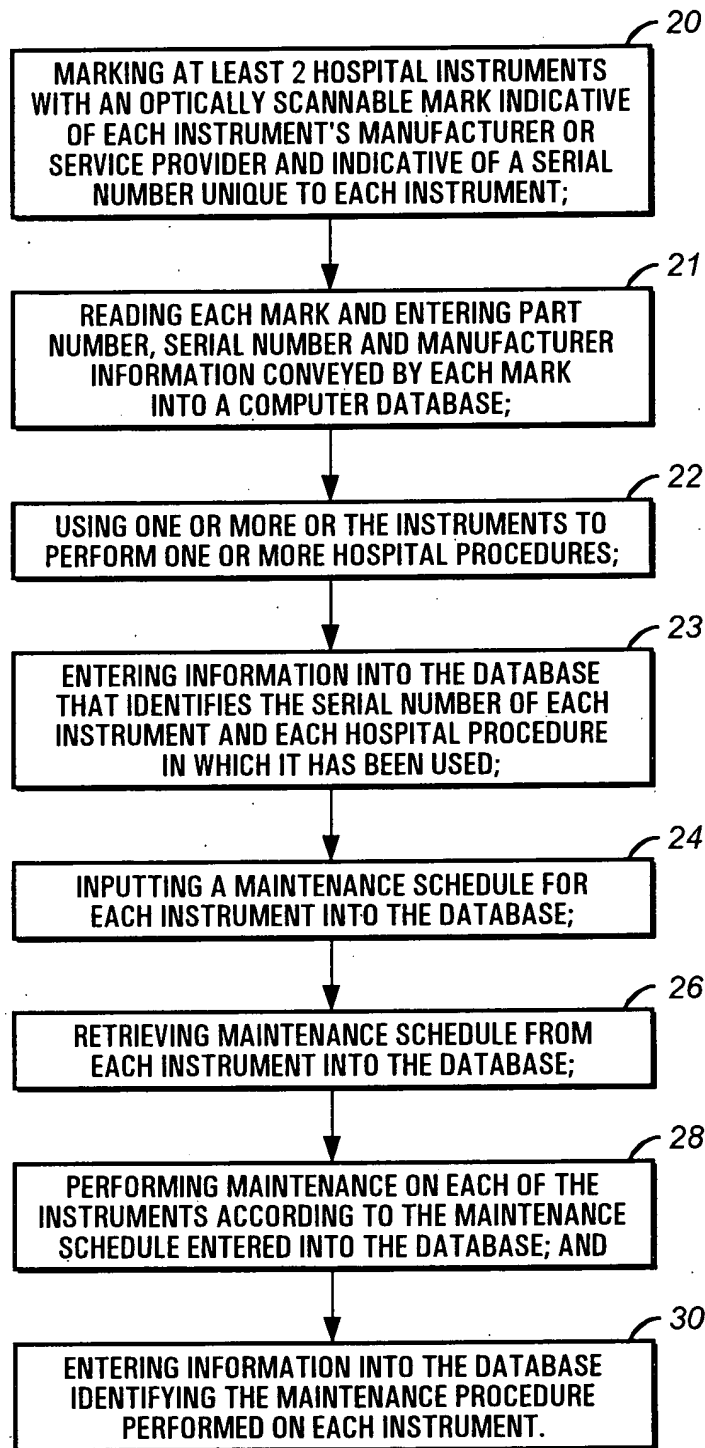 20
MARKING AT LEAST 2 HOSPITAL INSTRUMENTS
WITH AN OPTICALLY SCANNABLE MARK INDICATIVE
OF EACH INSTRUMENT'S MANUFACTURER OR
SERVICE PROVIDER AND INDICATIVE OF A SERIAL
NUMBER UNIQUE TO EACH INSTRUMENT;
21
READING EACH MARK AND ENTERING PART
NUMBER, SERIAL NUMBER AND MANUFACTURER
INFORMATION CONVEYED BY EACH MARK
INTO A COMPUTER DATABASE;
22
USING ONE OR MORE OR THE INSTRUMENTS TO
PERFORM ONE OR MORE HOSPITAL PROCEDURES;
23
ENTERING INFORMATION INTO THE DATABASE
THAT IDENTIFIES THE SERIAL NUMBER OF EACH
INSTRUMENT AND EACH HOSPITAL PROCEDURE
IN WHICH IT HAS BEEN USED;
24
INPUTTING A MAINTENANCE SCHEDULE FOR
EACH INSTRUMENT INTO THE DATABASE;
26
RETRIEVING MAINTENANCE SCHEDULE FROM
EACH INSTRUMENT INTO THE DATABASE;
28
PERFORMING MAINTENANCE ON EACH OF THE
INSTRUMENTS ACCORDING TO THE MAINTENANCE
SCHEDULE ENTERED INTO THE DATABASE; AND
30
ENTERING INFORMATION INTO THE DATABASE
IDENTIFYING THE MAINTENANCE PROCEDURE
PERFORMED ON EACH INSTRUMENT.